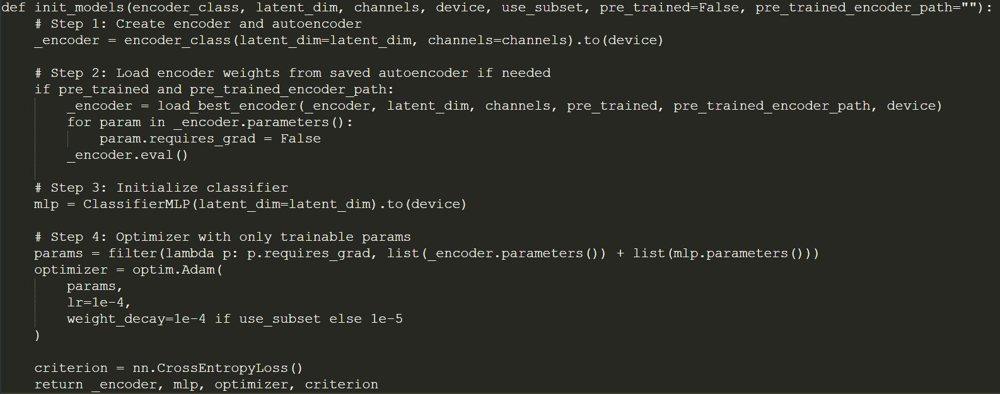 def init_models(encoder_class, latent_dim, channels, device, use_subset, pre_trained=False, pre_trained_encoder_path=""):
    # Step 1: Create encoder and autoencoder
    _encoder = encoder_class(latent_dim=latent_dim, channels=channels).to(device)

    # Step 2: Load encoder weights from saved autoencoder if needed
    if pre_trained and pre_trained_encoder_path:
        _encoder = load_best_encoder(_encoder, latent_dim, channels, pre_trained, pre_trained_encoder_path, device)
        for param in _encoder.parameters():
            param.requires_grad = False
        _encoder.eval()

    # Step 3: Initialize classifier
    mlp = ClassifierMLP(latent_dim=latent_dim).to(device)

    # Step 4: Optimizer with only trainable params
    params = filter(lambda p: p.requires_grad, list(_encoder.parameters()) + list(mlp.parameters()))
    optimizer = optim.Adam(
        params,
        lr=1e-4,
        weight_decay=1e-4 if use_subset else 1e-5
    )

    criterion = nn.CrossEntropyLoss()
    return _encoder, mlp, optimizer, criterion